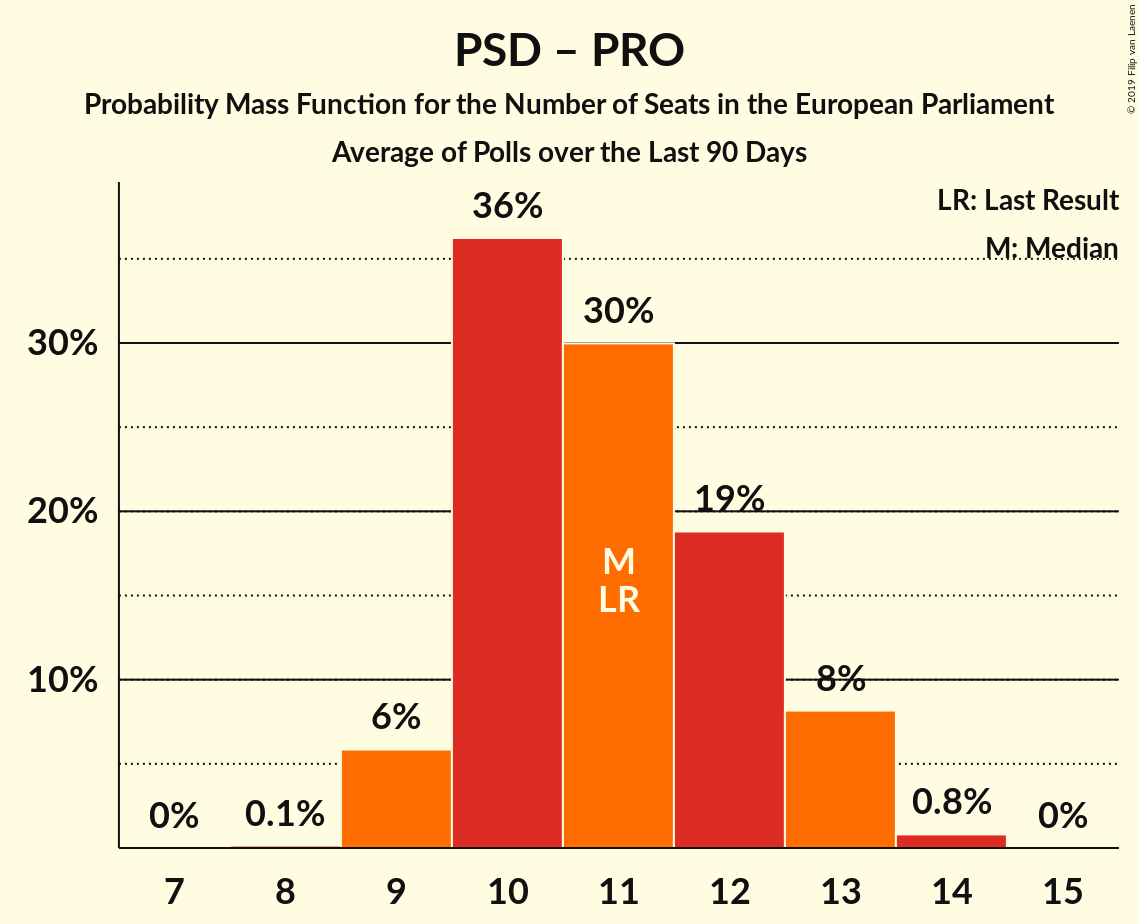 PSD – PRO
Probability Mass Function for the Number of Seats in the European Parliament
Average of Polls over the Last 90 Days
© 2019 Filip van Laenen
LR: Last Result
M: Median
36%
30%
30%
20%
19%
M
LR
10%
8%
6%
0%
0.1%
0.8%
0%
7
8
9
10
11
12
13
14
15